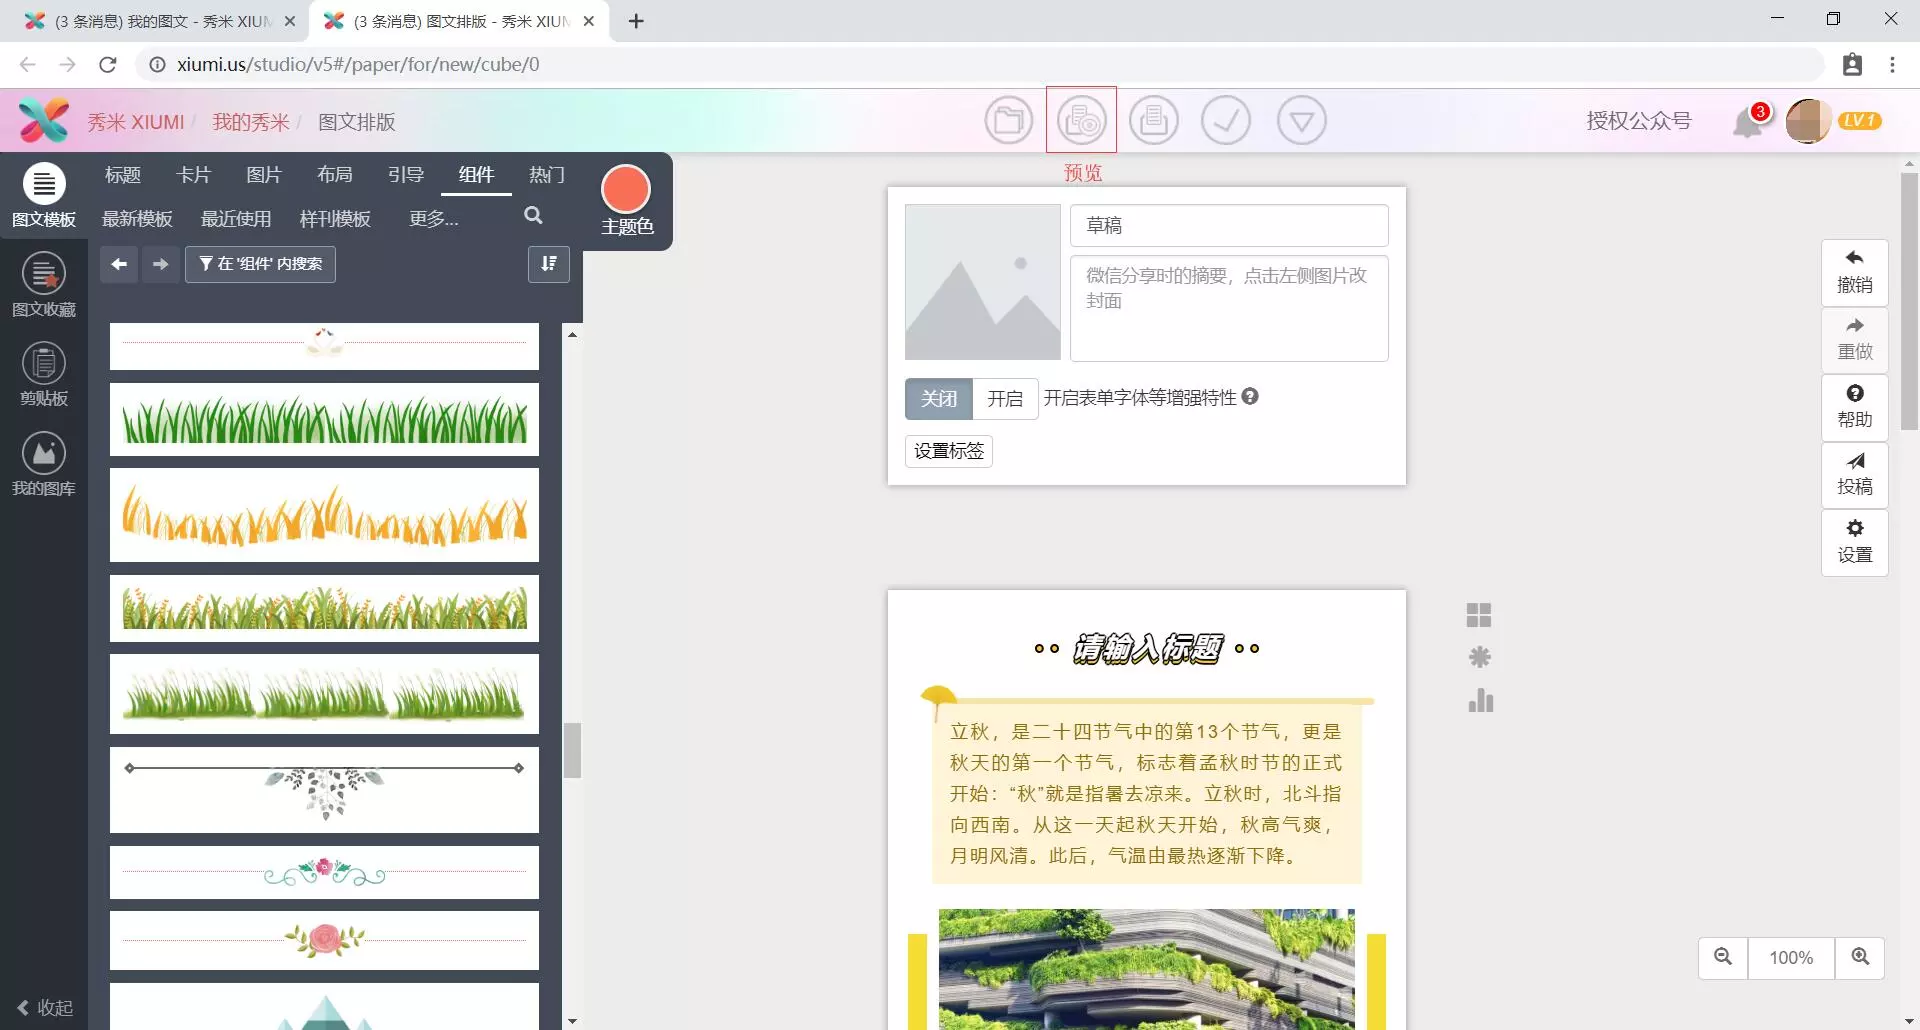 (3 条消息) 我的图文 - 秀米 XIUM
(3 条消息) 图文排版 - 秀米 XIUM
xiumi.us/studio/v5#/paper/for/new/cube/0
秀米 XIUMI / 我的秀米 / 图文排版
授权公众号
3
LV 1
预览
图文模板
图文收藏
剪贴板
我的图库
收起
标题 卡片 图片 布局 引导 组件 热门
最新模板 最近使用 样刊模板 更多...
主题色
在 '组件' 内搜索
草稿
微信分享时的摘要，点击左侧图片改
封面
关闭 开启 开启表单字体等增强特性
设置标签
撤销
重做
帮助
投稿
设置
请输入标题
立秋，是二十四节气中的第13个节气，更是
秋天的第一个节气，标志着孟秋时节的正式
开始：“秋”就是指暑去凉来。立秋时，北斗指
向西南。从这一天起秋天开始，秋高气爽，
月明风清。此后，气温由最热逐渐下降。
100%